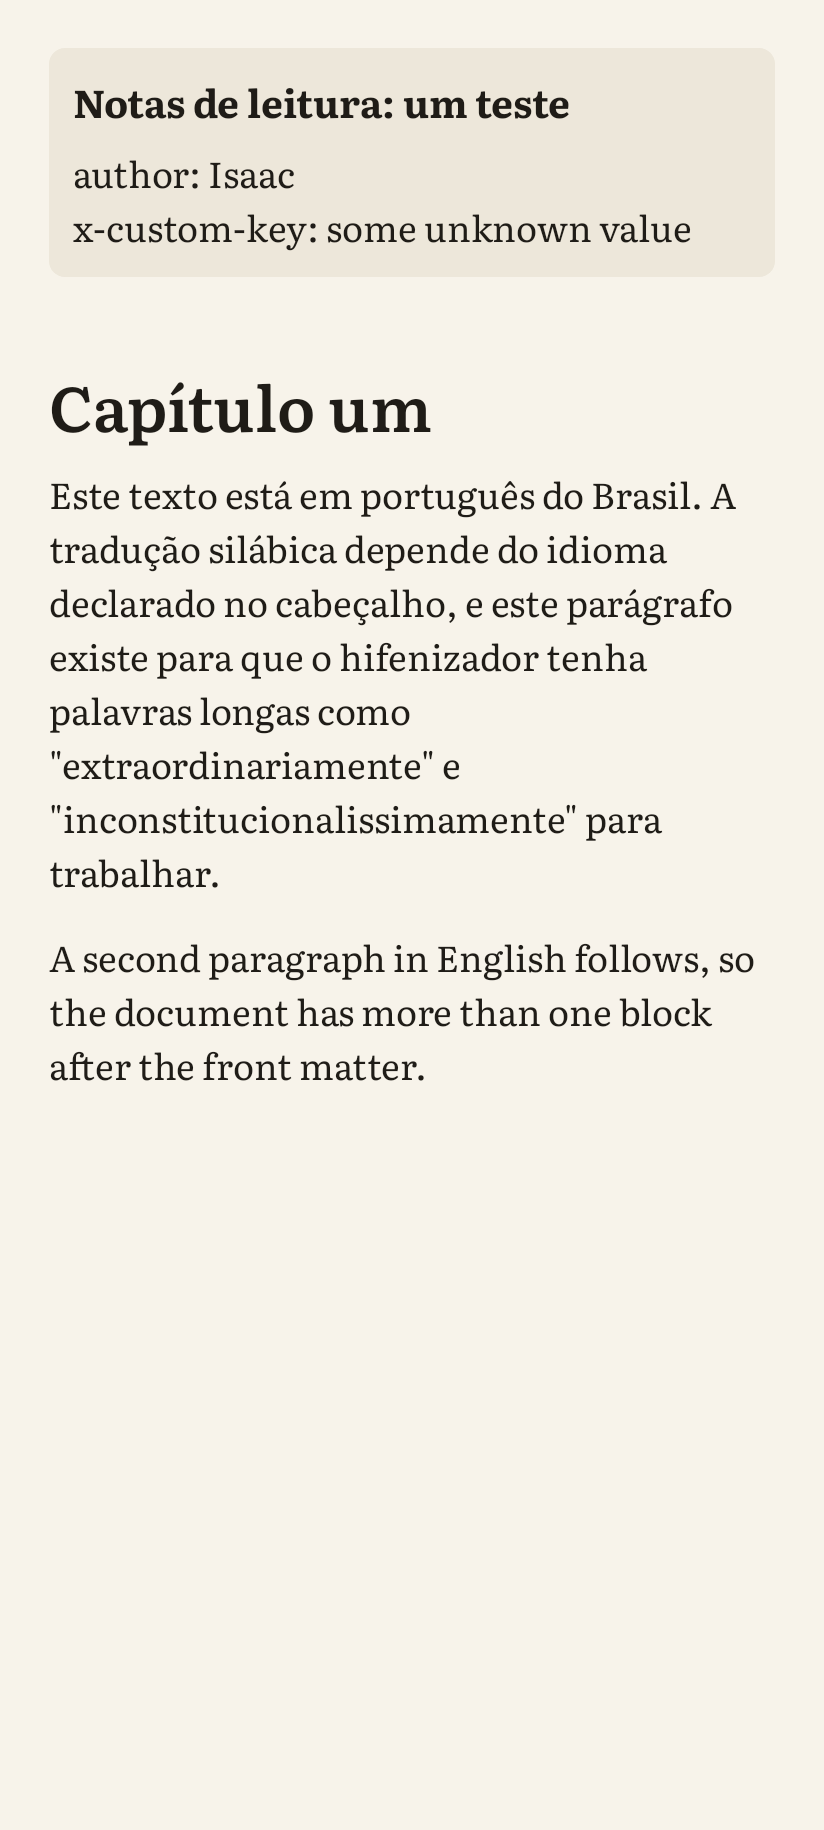 Notas de leitura: um teste
author: Isaac
x-custom-key: some unknown value
Capítulo um
Este texto está em português do Brasil. A
tradução silábica depende do idioma
declarado no cabeçalho, e este parágrafo
existe para que o hifenizador tenha
palavras longas como
"extraordinariamente" e
"inconstitucionalissimamente" para
trabalhar.
A second paragraph in English follows, so
the document has more than one block
after the front matter.